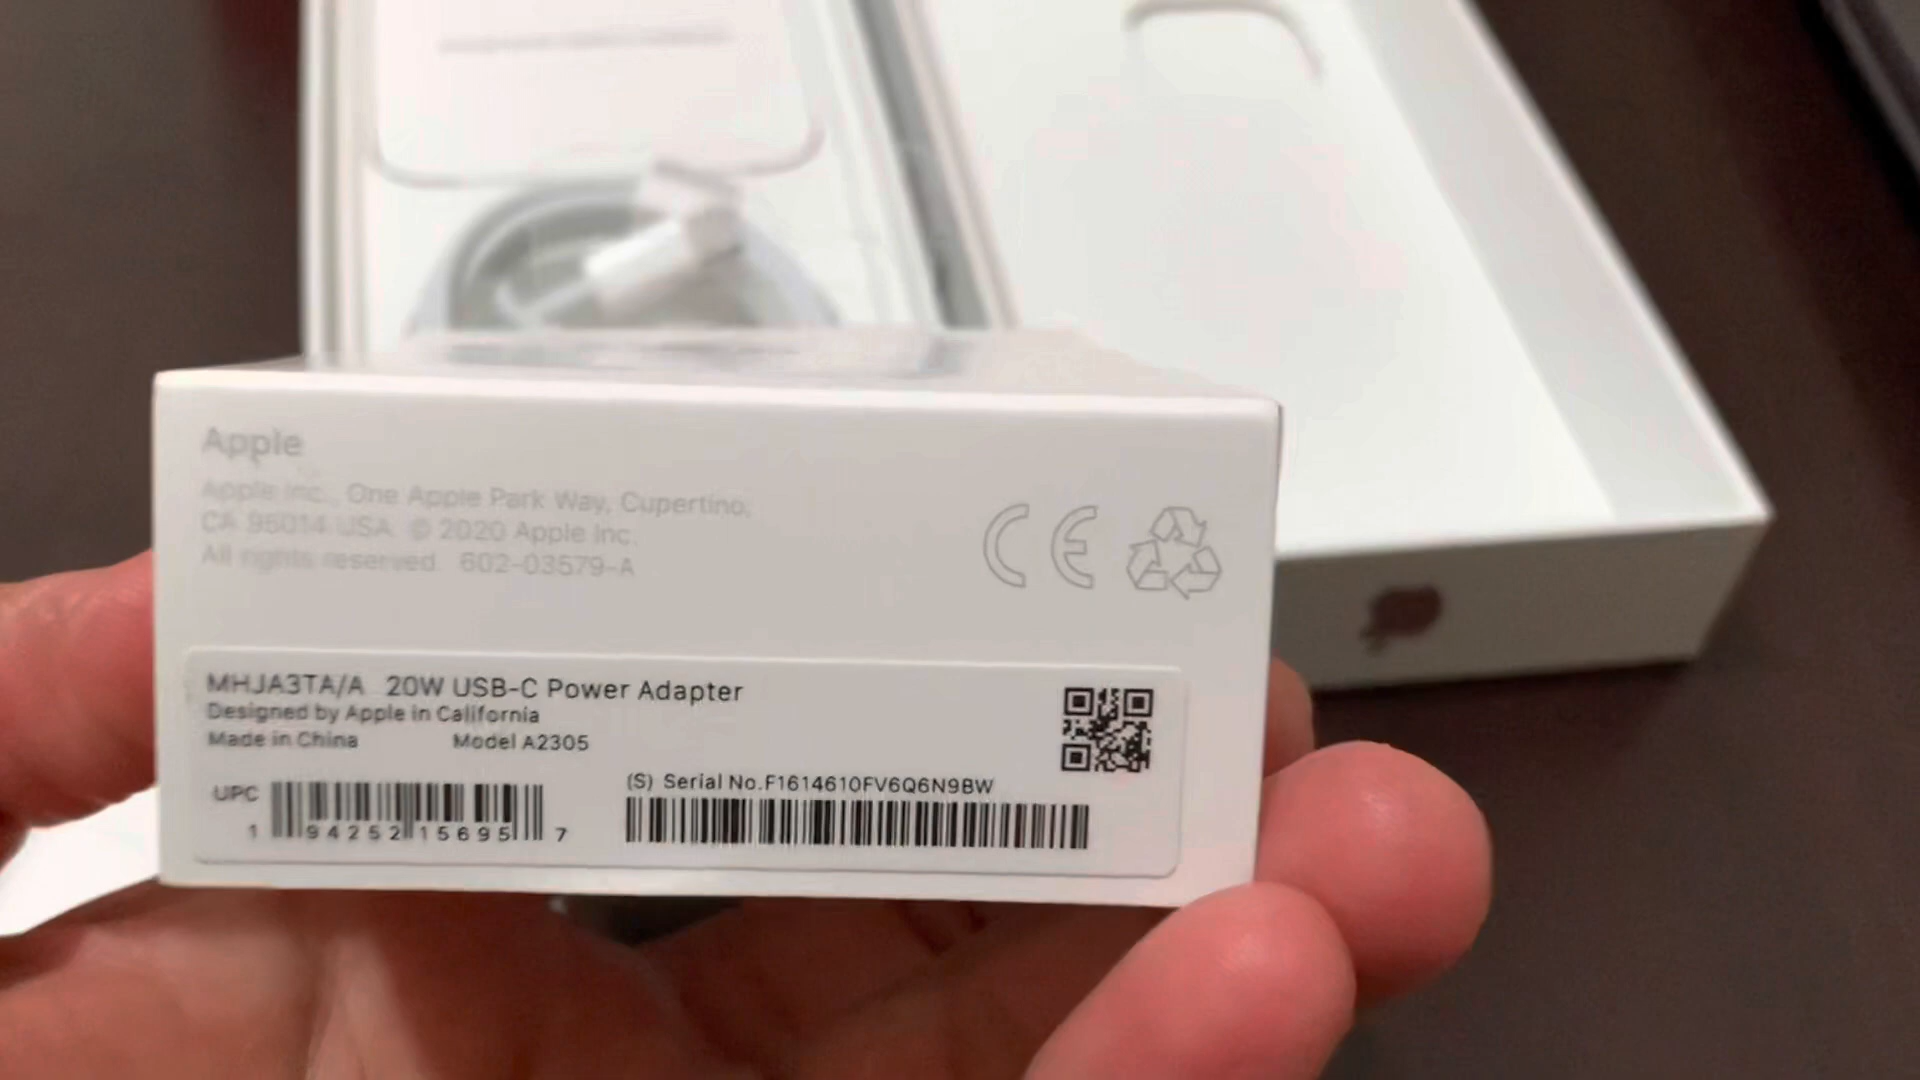 Apple
Apple Inc., One Apple Park Way, Cupertino,
CA 95014 USA © 2020 Apple Inc.
All rights reserved. 602-03579-A
CE
MHJA3TA/A 20W USB-C Power Adapter
Designed by Apple in California
Made in China Model A2305
(S) Serial No.F1614610FV6Q6N9BW
UPC
1 94252 15695 7